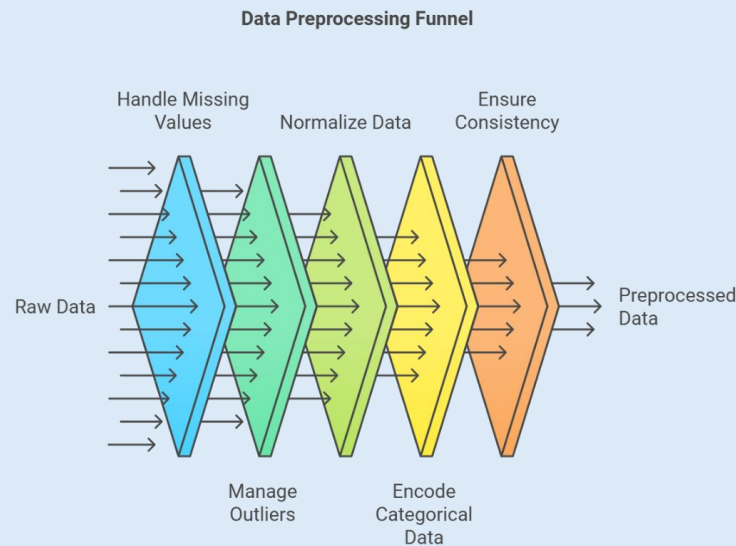 Data Preprocessing Funnel
Handle Missing
Values
Normalize Data
Ensure
Consistency
Raw Data
Preprocessed
Data
Manage
Outliers
Encode
Categorical
Data